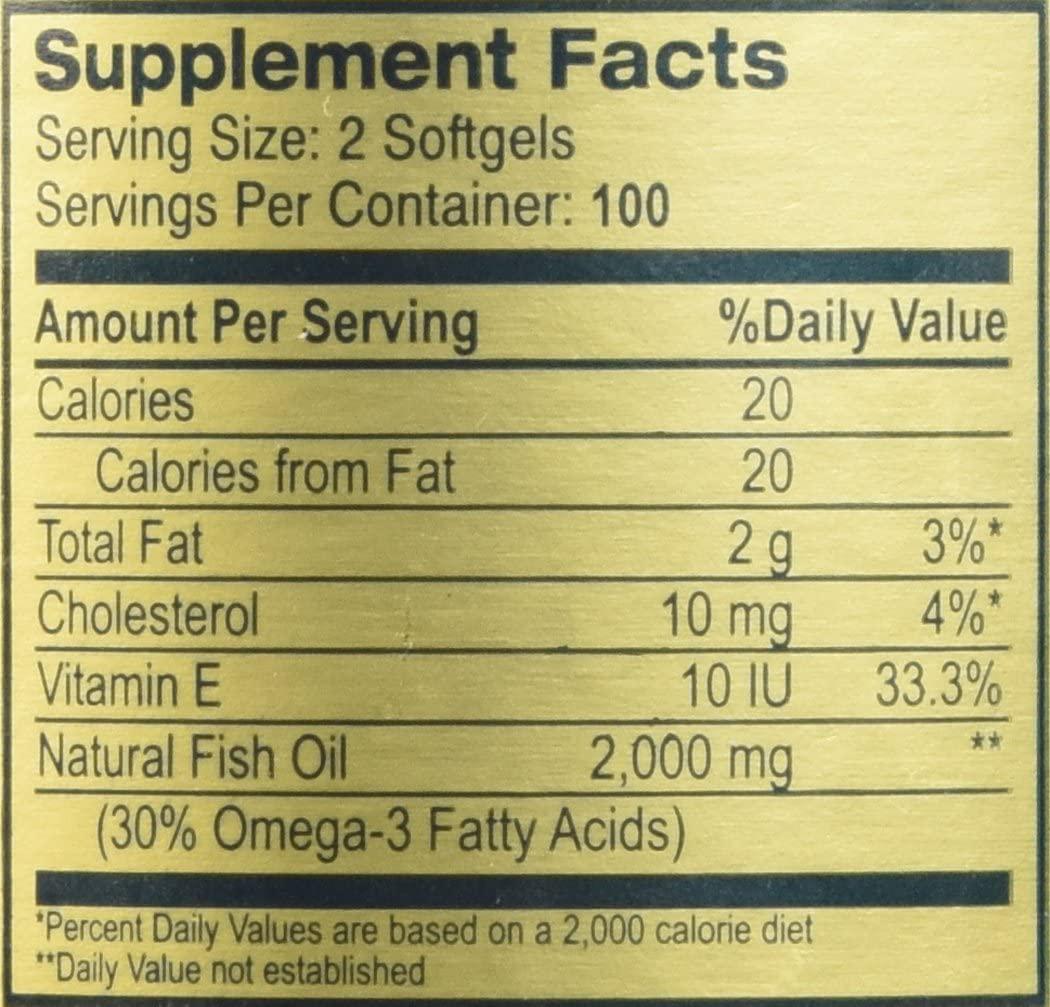 Supplement Facts
Serving Size: 2 Softgels
Servings Per Container: 100
Amount Per Serving %Daily Value
Calories 20
Calories from Fat 20
Total Fat 2 g 3%*
Cholesterol 10 mg 4%*
Vitamin E 10 IU 33.3%
Natural Fish Oil 2,000 mg **
(30% Omega-3 Fatty Acids)
*Percent Daily Values are based on a 2,000 calorie diet
**Daily Value not established